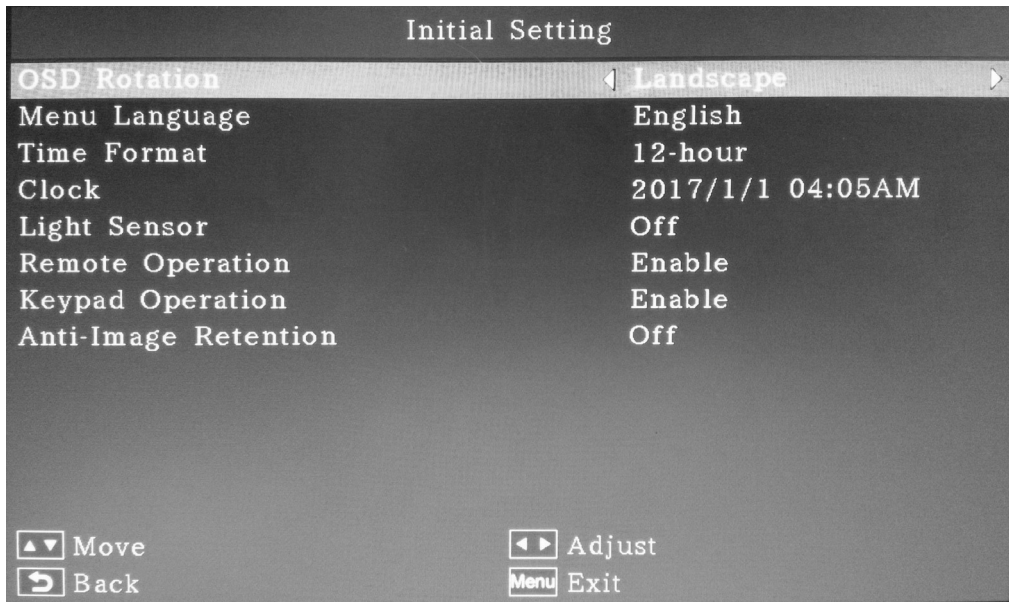 Initial Setting
OSD Rotation Landscape
Menu Language English
Time Format 12-hour
Clock 2017/1/1 04:05AM
Light Sensor Off
Remote Operation Enable
Keypad Operation Enable
Anti-Image Retention Off
Move Adjust
Back Menu Exit